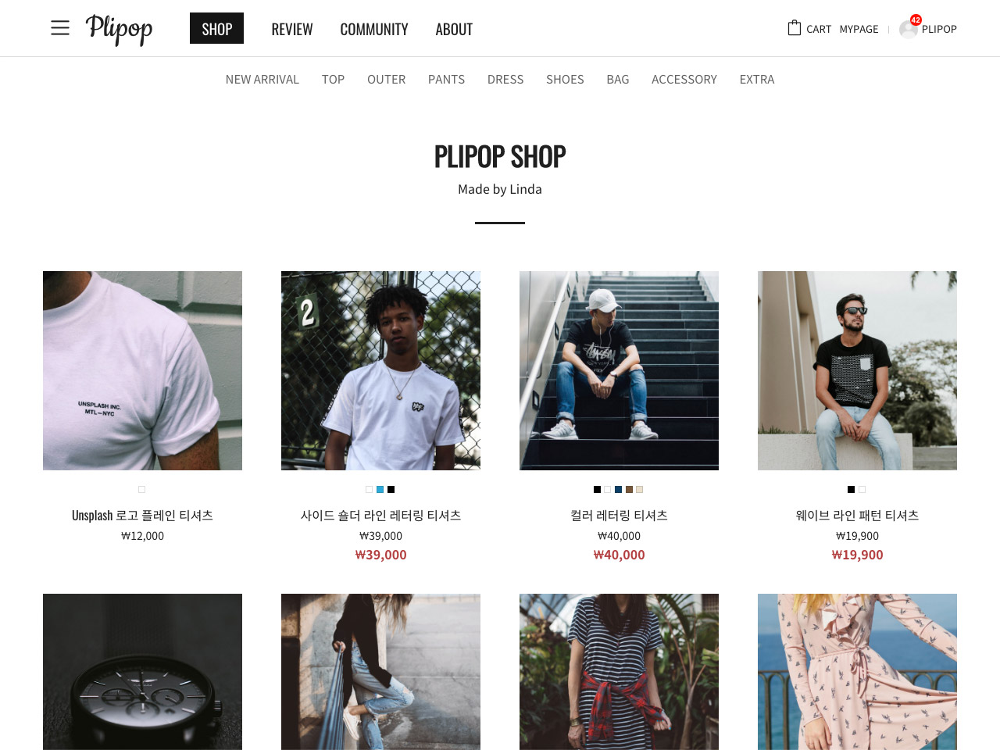 Plipop
SHOP REVIEW COMMUNITY ABOUT
CART MYPAGE 42 PLIPOP
NEW ARRIVAL TOP OUTER PANTS DRESS SHOES BAG ACCESSORY EXTRA
PLIPOP SHOP
Made by Linda
UNSPLASH INC.
MTL—NYC
2
Unsplash 로고 플레인 티셔츠
₩12,000
사이드 숄더 라인 레터링 티셔츠
₩39,000
₩39,000
컬러 레터링 티셔츠
₩40,000
₩40,000
웨이브 라인 패턴 티셔츠
₩19,900
₩19,900